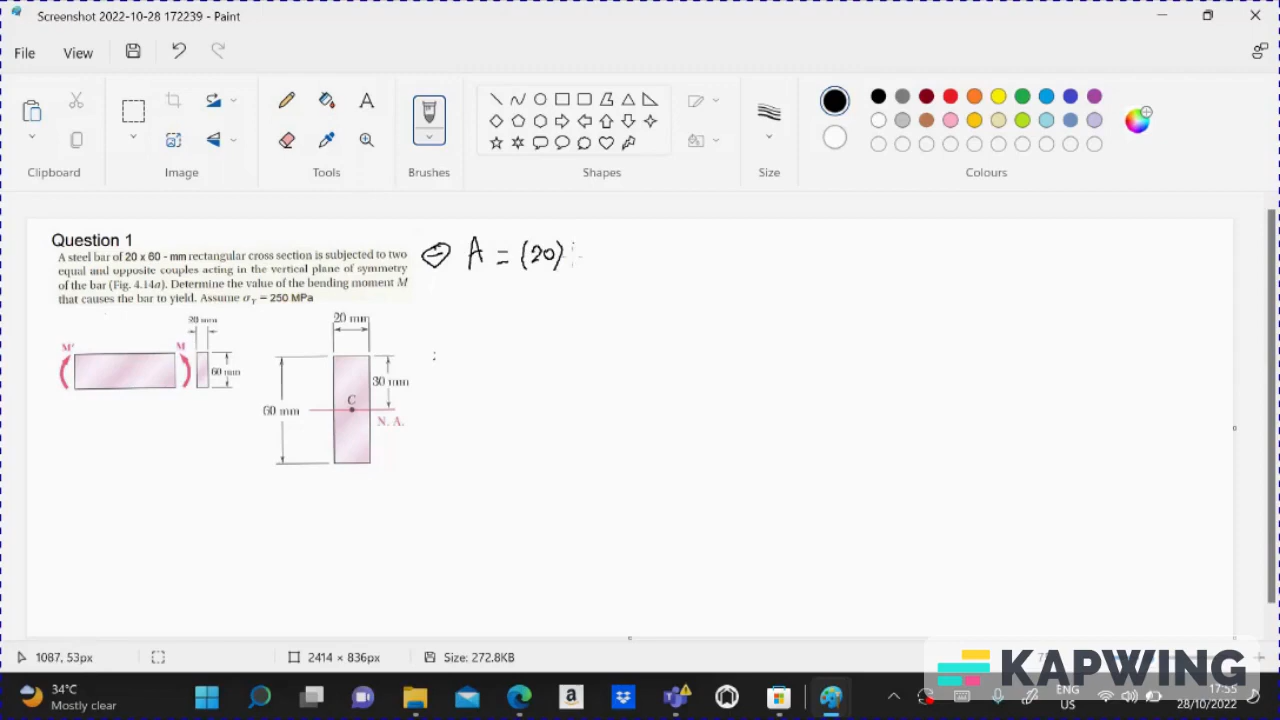 Screenshot 2022-10-28 172239 - Paint
File View
Clipboard Image Tools Brushes Shapes Size Colours
Question 1
A steel bar of 20 x 60 - mm rectangular cross section is subjected to two
equal and opposite couples acting in the vertical plane of symmetry
of the bar (Fig. 4.14a). Determine the value of the bending moment M
that causes the bar to yield. Assume σY = 250 MPa
A = (20)
20 mm
M'
M
60 mm
20 mm
30 mm
C
60 mm
N. A.
1087, 53px
2414 × 836px
Size: 272.8KB
KAPWING
34°C
Mostly clear
ENG
US
17:55
28/10/2022